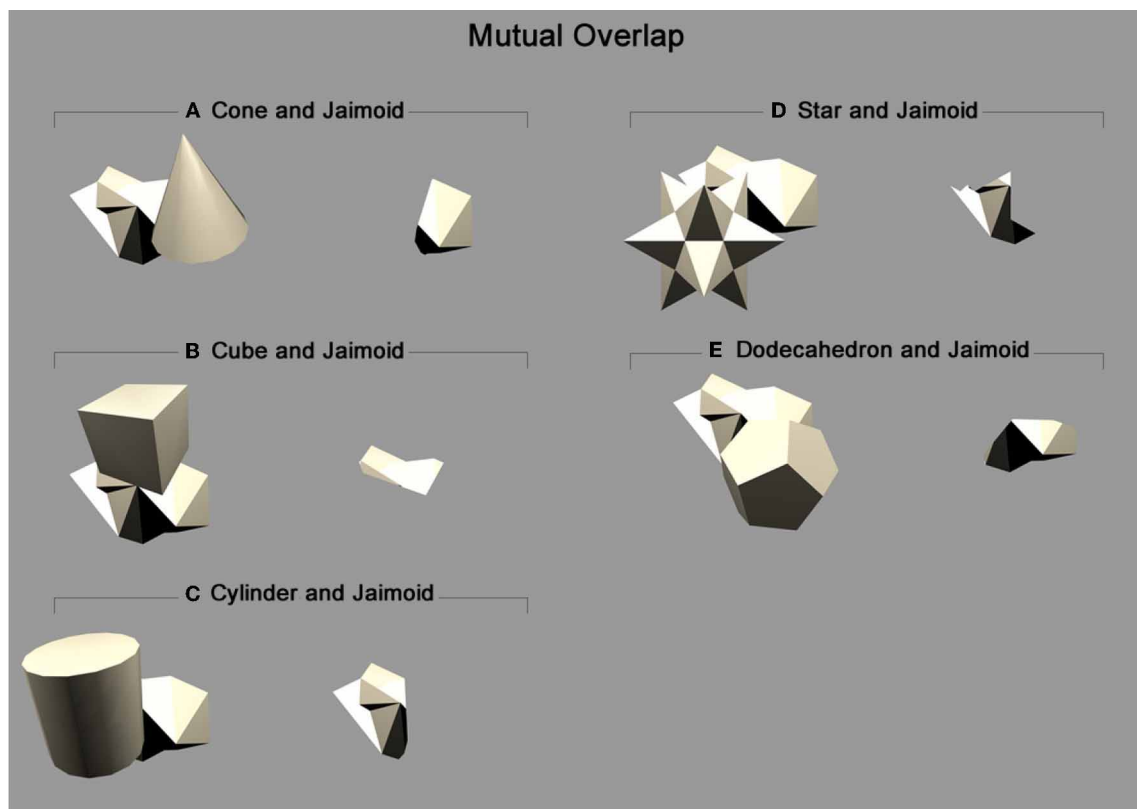 Mutual Overlap
A Cone and Jaimoid
D Star and Jaimoid
B Cube and Jaimoid
E Dodecahedron and Jaimoid
C Cylinder and Jaimoid